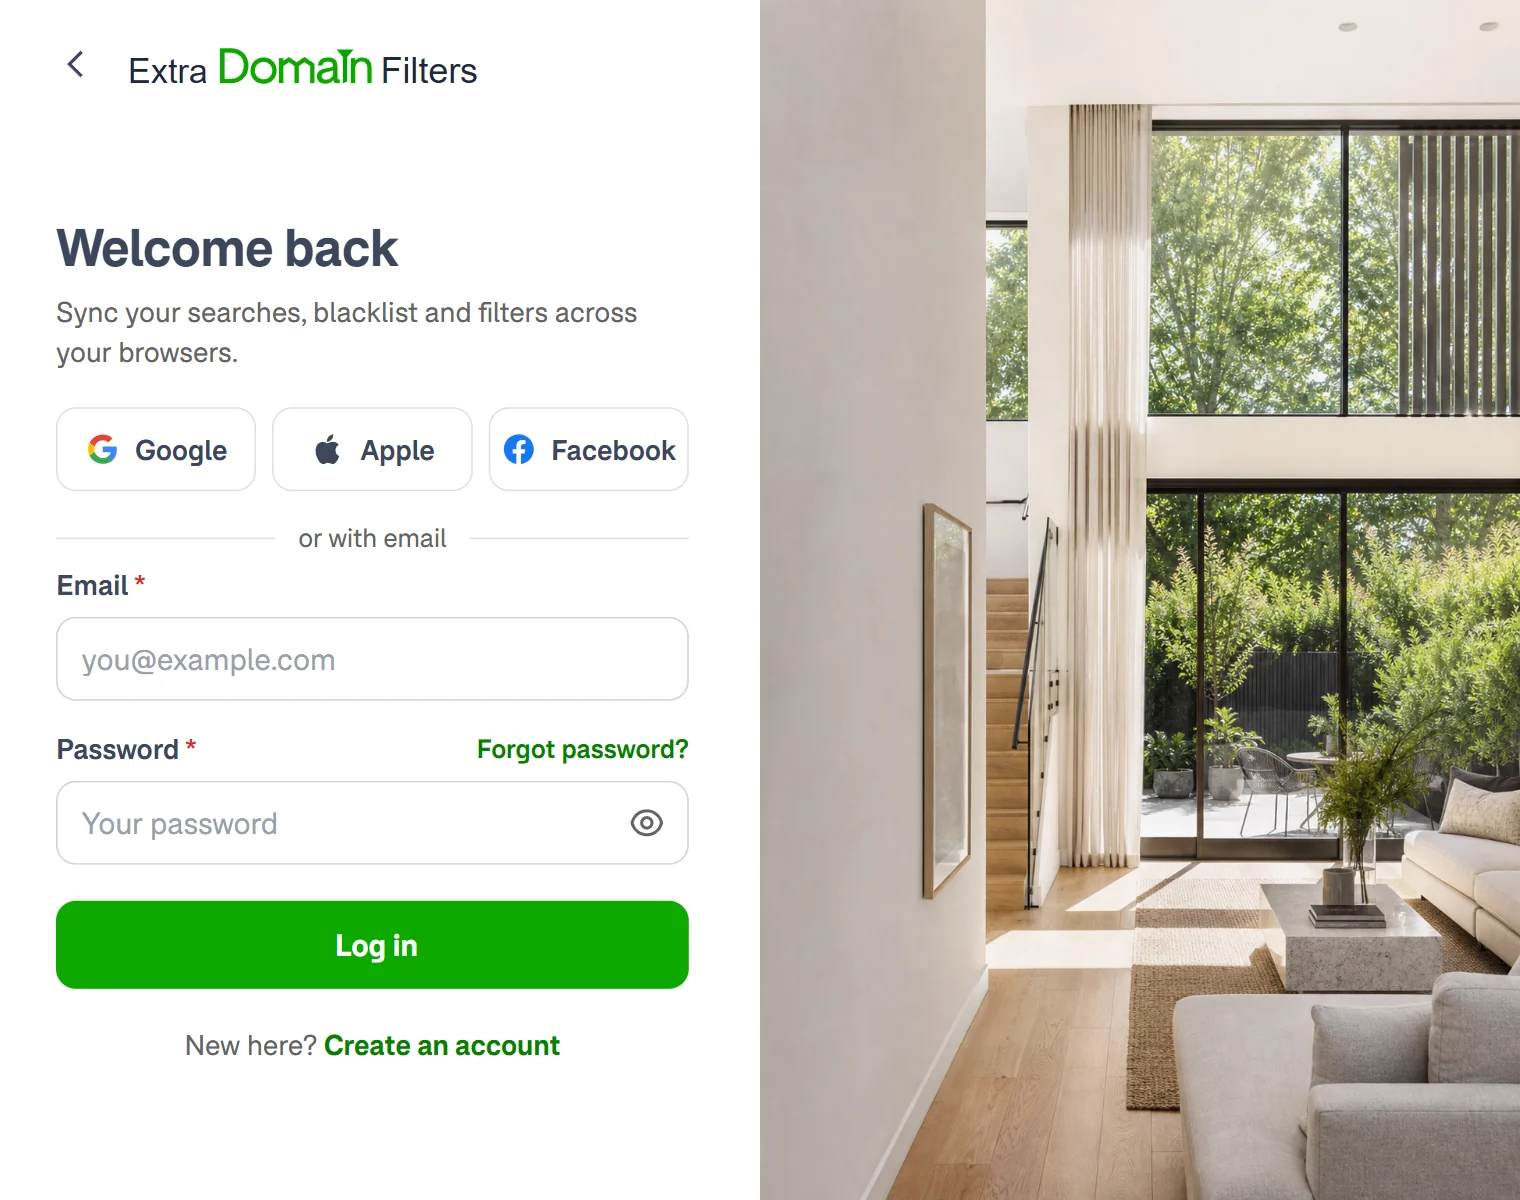 Extra Domain Filters
Welcome back
Sync your searches, blacklist and filters across
your browsers.
Google
Apple
Facebook
or with email
Email *
you@example.com
Password *
Forgot password?
Your password
Log in
New here? Create an account